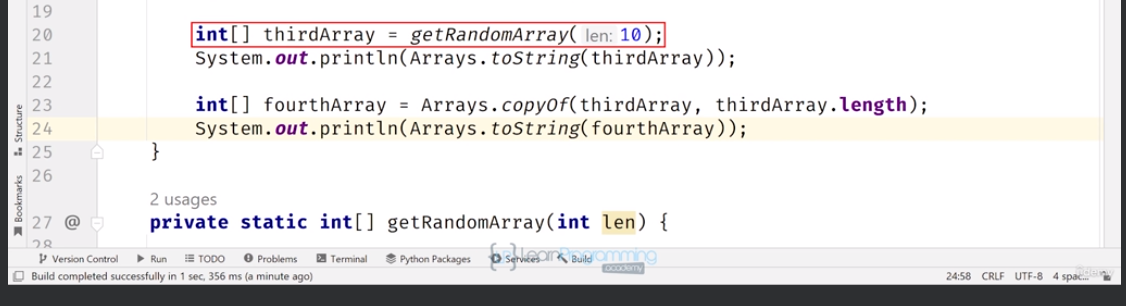 19
20 int[] thirdArray = getRandomArray( len: 10);
21 System.out.println(Arrays.toString(thirdArray));
22
23 int[] fourthArray = Arrays.copyOf(thirdArray, thirdArray.length);
24 System.out.println(Arrays.toString(fourthArray));
25 }
26
2 usages
27 @ private static int[] getRandomArray(int len) {
28
Structure
Bookmarks
Version Control Run TODO Problems Terminal Python Packages Services Build
LearnProgramming
academy
Build completed successfully in 1 sec, 356 ms (a minute ago) 24:58 CRLF UTF-8 4 spac...
Udemy